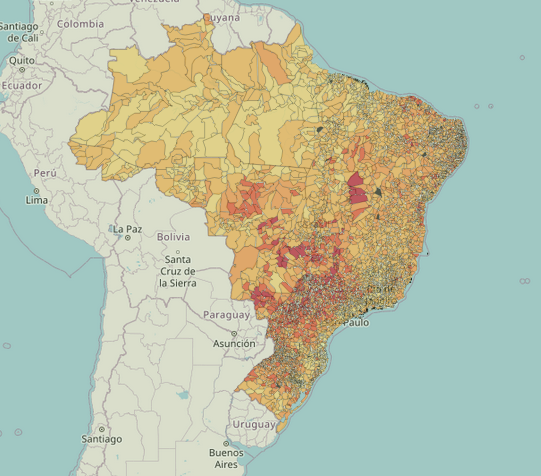 Venezuela
Santiago
de Cali
Colombia
Guyana
Quito
Ecuador
Perú
Lima
La Paz
Bolivia
Santa
Cruz de
la Sierra
Paraguay
Asunción
Paulo
Uruguay
Santiago
Buenos
Aires